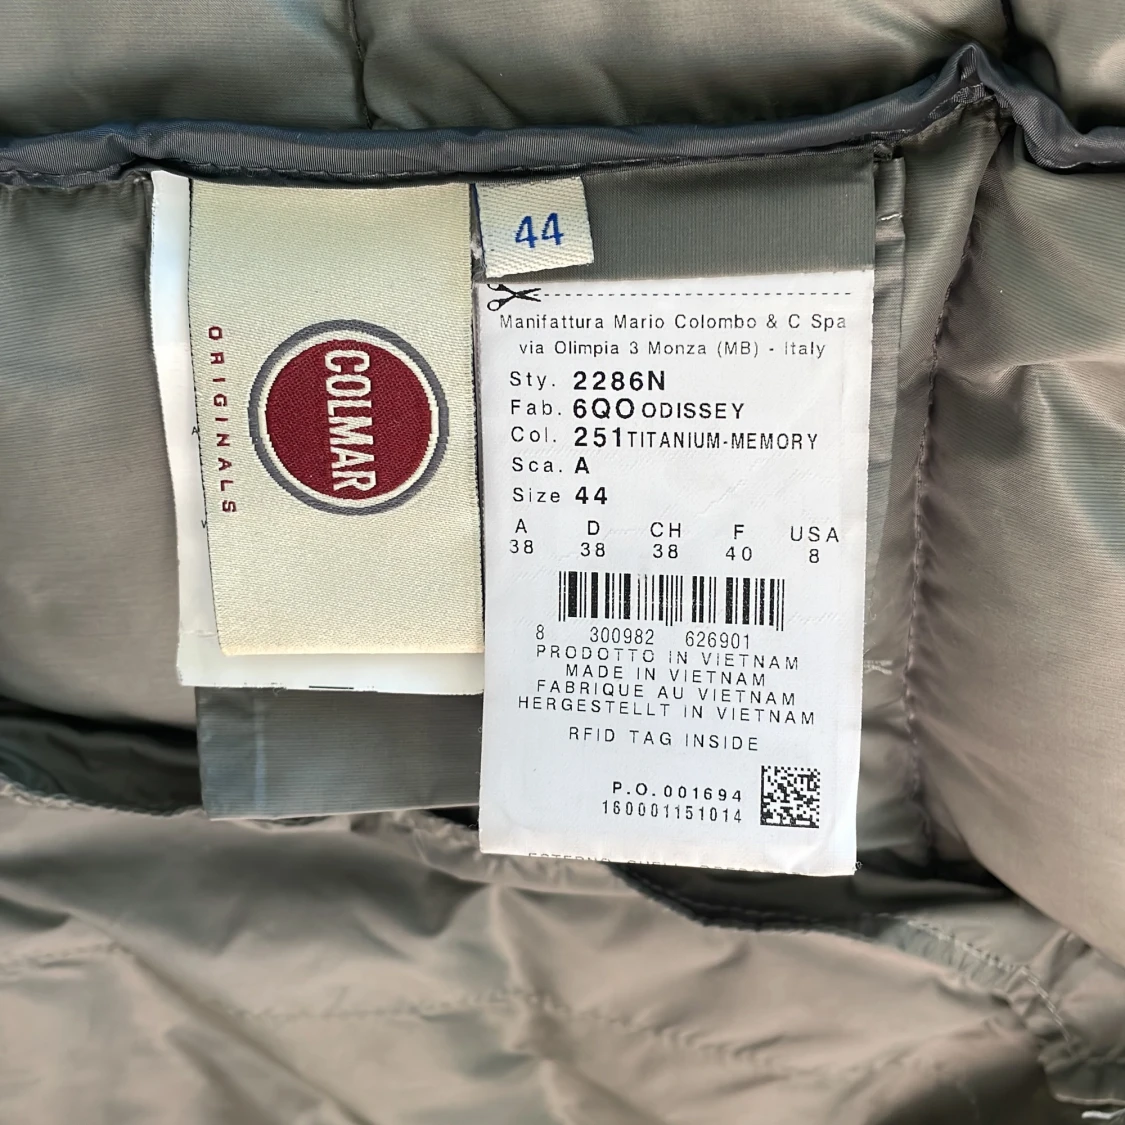 ORIGINALS
COLMAR
44
Manifattura Mario Colombo & C Spa
via Olimpia 3 Monza (MB) - Italy
Sty. 2286N
Fab. 6QO ODISSEY
Col. 251 TITANIUM-MEMORY
Sca. A
Size 44
A D CH F USA
38 38 38 40 8
8 300982 626901
PRODOTTO IN VIETNAM
MADE IN VIETNAM
FABRIQUE AU VIETNAM
HERGESTELLT IN VIETNAM
RFID TAG INSIDE
P.O. 001694
160001151014